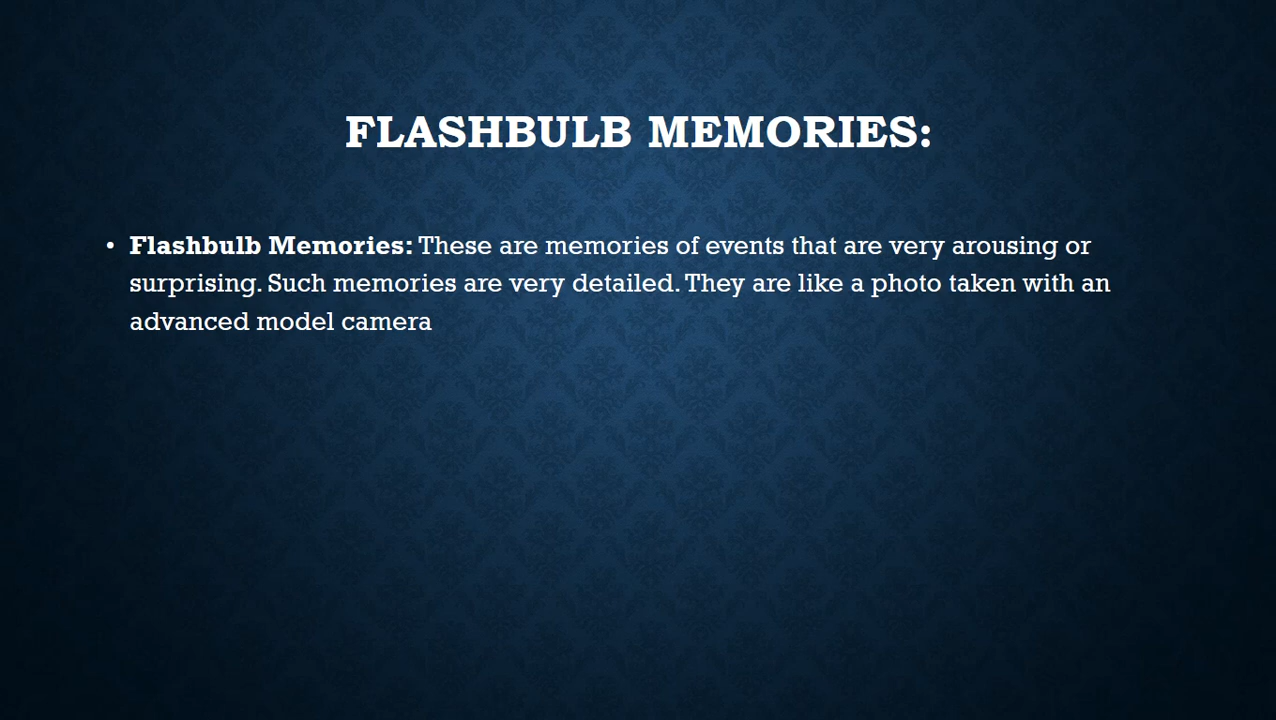 FLASHBULB MEMORIES:
• Flashbulb Memories: These are memories of events that are very arousing or
surprising. Such memories are very detailed. They are like a photo taken with an
advanced model camera